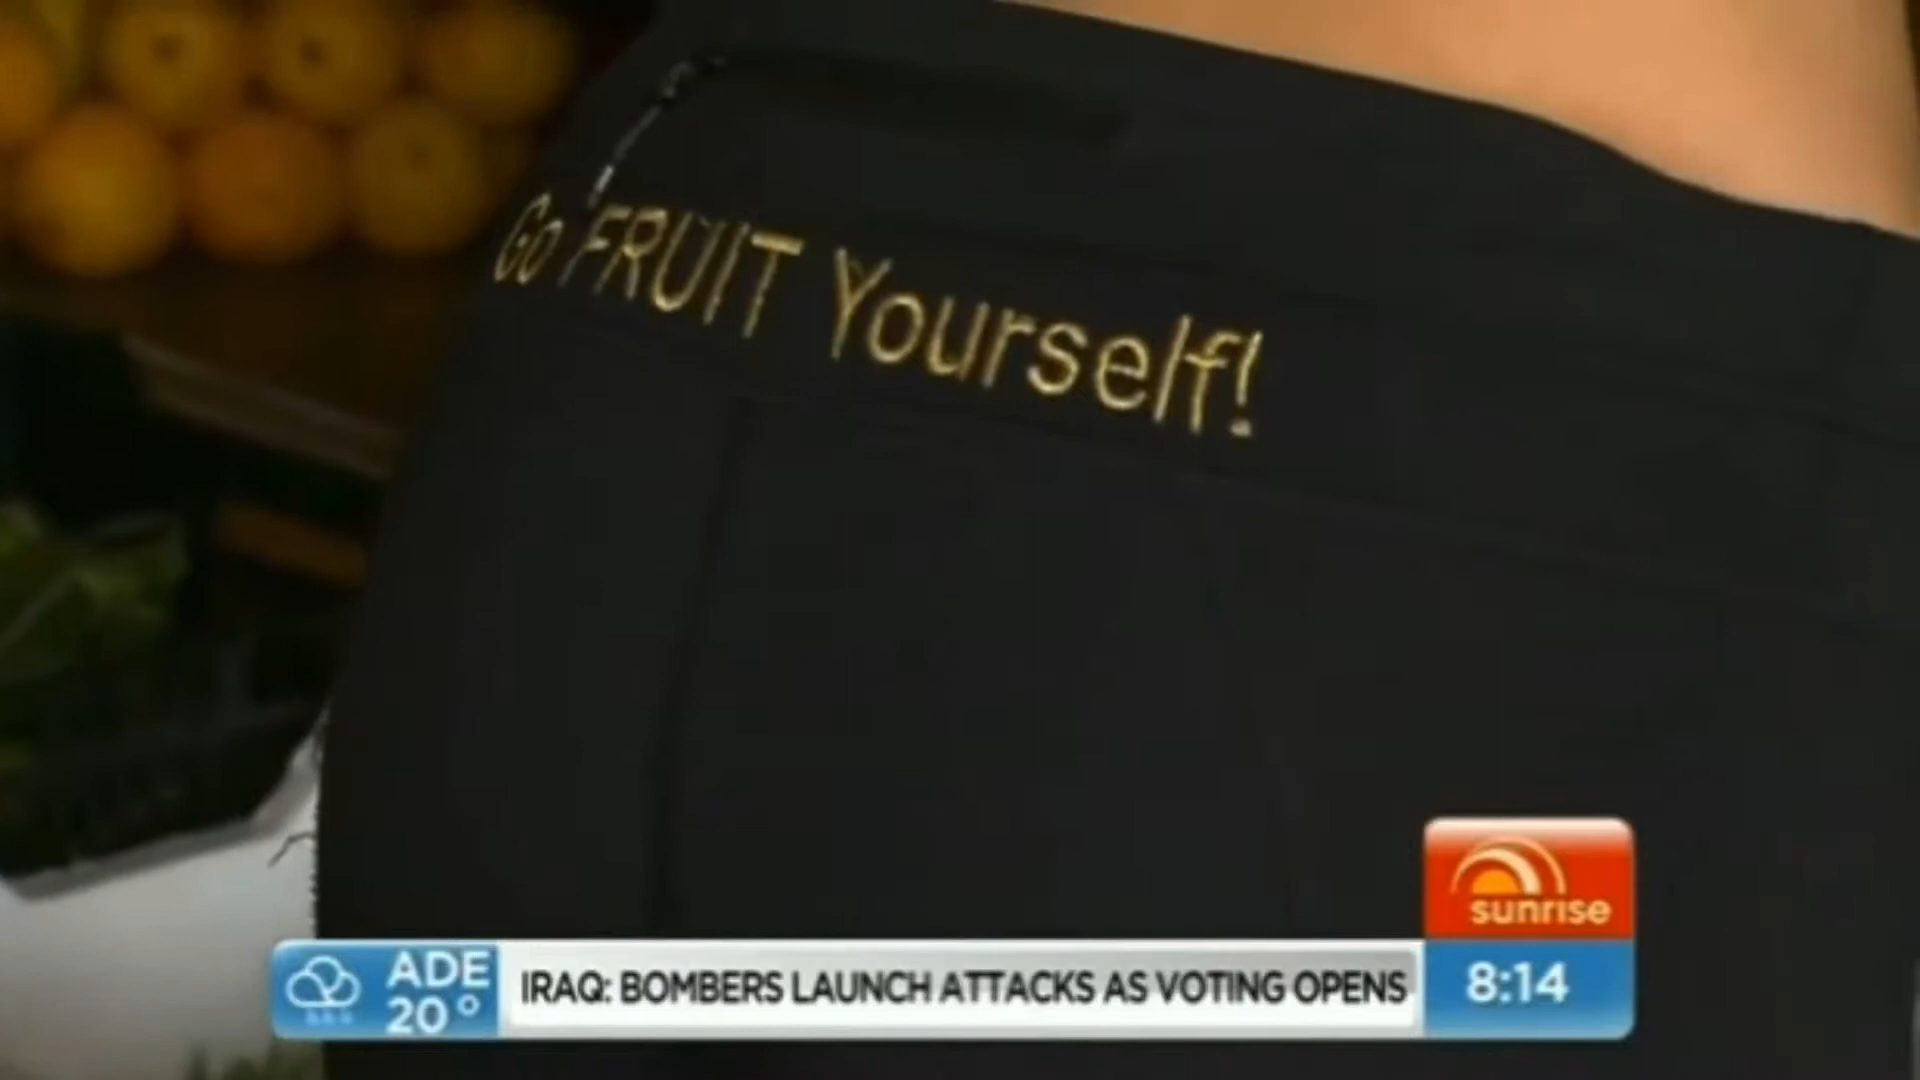 Go FRUIT Yourself!
sunrise
ADE
20°
IRAQ: BOMBERS LAUNCH ATTACKS AS VOTING OPENS
8:14